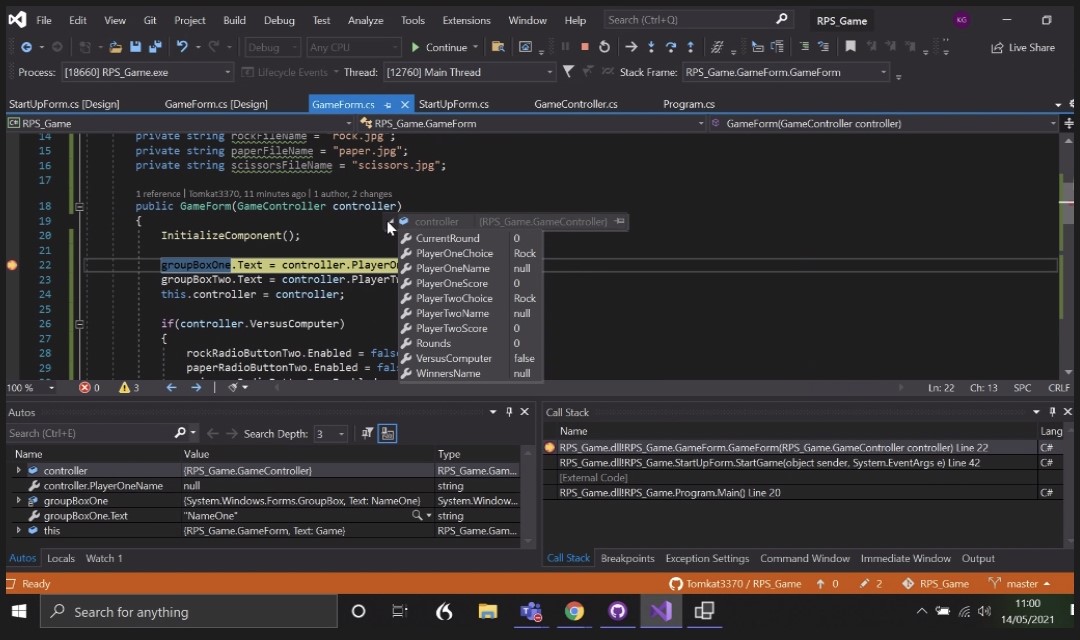 File Edit View Git Project Build Debug Test Analyze Tools Extensions Window Help Search (Ctrl+Q) RPS_Game KG
Debug Any CPU Continue Live Share
Process: [18660] RPS_Game.exe Lifecycle Events Thread: [12760] Main Thread Stack Frame: RPS_Game.GameForm.GameForm
StartUpForm.cs [Design] GameForm.cs [Design] GameForm.cs StartUpForm.cs GameController.cs Program.cs
C# RPS_Game RPS_Game.GameForm GameForm(GameController controller)
14 private string rockFileName = "rock.jpg";
15 private string paperFileName = "paper.jpg";
16 private string scissorsFileName = "scissors.jpg";
17
1 reference | Tomkat3370, 11 minutes ago | 1 author, 2 changes
18 public GameForm(GameController controller)
19 {
controller {RPS_Game.GameController}
20 InitializeComponent();
CurrentRound 0
21
PlayerOneChoice Rock
22 groupBoxOne.Text = controller.PlayerO
PlayerOneName null
23 groupBoxTwo.Text = controller.PlayerT
PlayerOneScore 0
24 this.controller = controller;
PlayerTwoChoice Rock
25
PlayerTwoName null
26 if(controller.VersusComputer)
PlayerTwoScore 0
27 {
Rounds 0
28 rockRadioButtonTwo.Enabled = fals
VersusComputer false
29 paperRadioButtonTwo.Enabled = fal
WinnersName null
100 % 0 3 Ln: 22 Ch: 13 SPC CRLF
Autos
Search (Ctrl+E) Search Depth: 3
Name Value Type
controller {RPS_Game.GameController} RPS_Game.Gam...
controller.PlayerOneName null string
groupBoxOne {System.Windows.Forms.GroupBox, Text: NameOne} System.Window...
groupBoxOne.Text "NameOne" string
this {RPS_Game.GameForm, Text: Game} RPS_Game.Gam...
Autos Locals Watch 1
Call Stack
Name Lang
RPS_Game.dll!RPS_Game.GameForm.GameForm(RPS_Game.GameController controller) Line 22 C#
RPS_Game.dll!RPS_Game.StartUpForm.StartGame(object sender, System.EventArgs e) Line 42 C#
[External Code]
RPS_Game.dll!RPS_Game.Program.Main() Line 20 C#
Call Stack Breakpoints Exception Settings Command Window Immediate Window Output
Ready Tomkat3370 / RPS_Game 0 2 RPS_Game master
Search for anything 11:00
14/05/2021